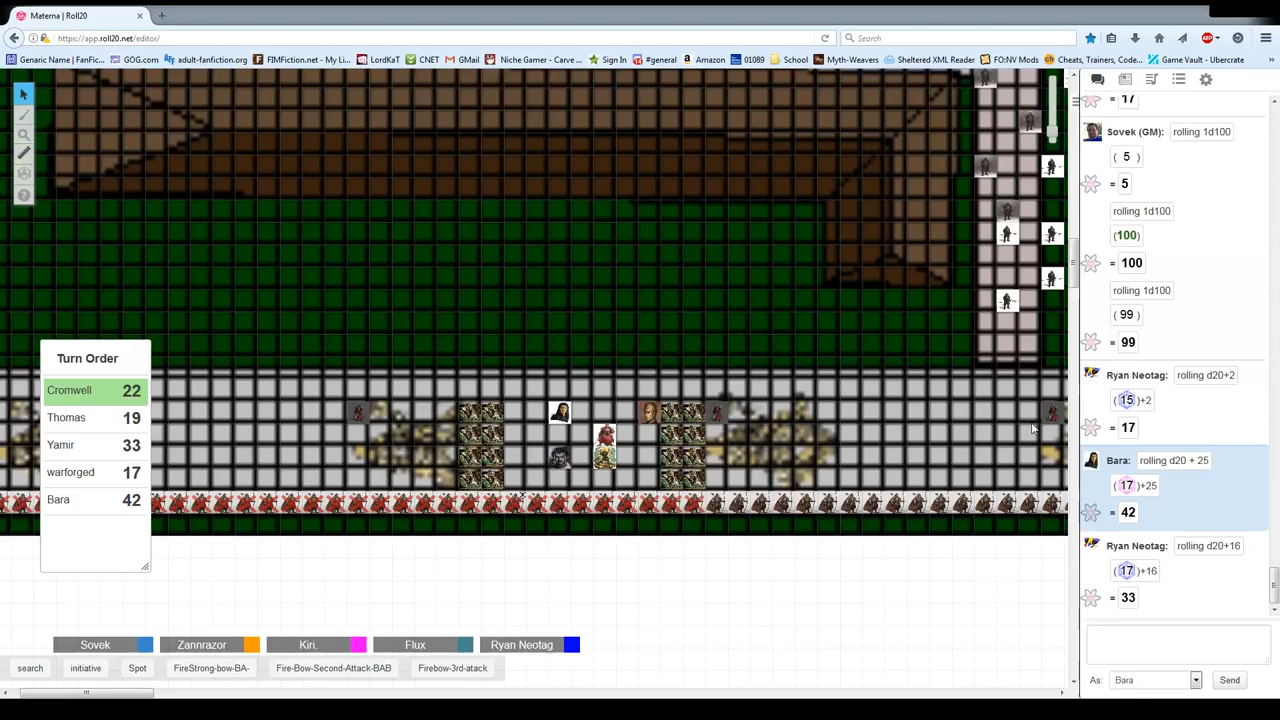 Materna | Roll20
https://app.roll20.net/editor/
Search
Generic Name | FanFic... GOG.com adult-fanfiction.org FIMFiction.net - My Li... LordKaT CNET GMail Niche Gamer - Carve ... Sign In #general Amazon 01089 School Myth-Weavers Sheltered XML Reader FO:NV Mods Cheats, Trainers, Code... Game Vault - Ubercrate
= 17
Sovek (GM): rolling 1d100
( 5 )
= 5
rolling 1d100
(100)
= 100
rolling 1d100
( 99 )
= 99
Ryan Neotag: rolling d20+2
(15)+2
= 17
Bara: rolling d20 + 25
(17)+25
= 42
Ryan Neotag: rolling d20+16
(17)+16
= 33
As: Bara Send
Turn Order
Cromwell 22
Thomas 19
Yamir 33
warforged 17
Bara 42
Sovek Zannrazor Kiri. Flux Ryan Neotag
search initiative Spot FireStrong-bow-BA- Fire-Bow-Second-Attack-BAB Firebow-3rd-atack